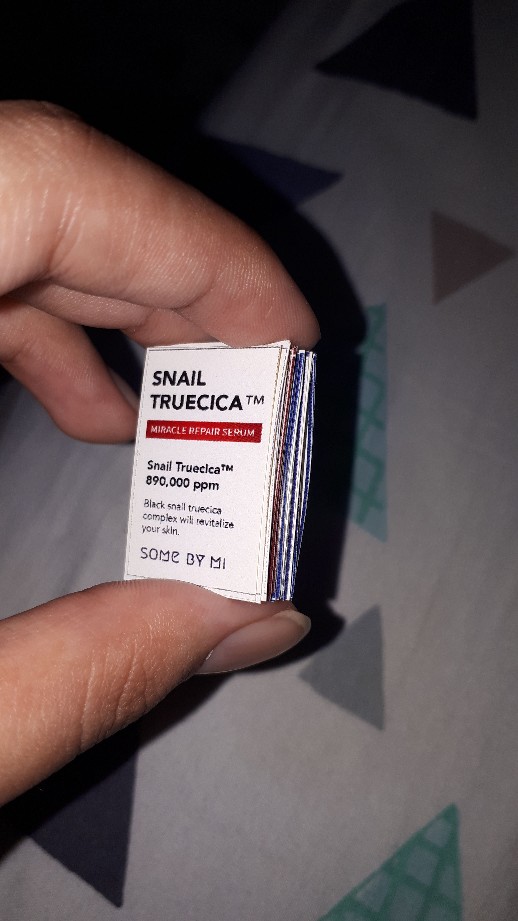 SNAIL
TRUECICA™
MIRACLE REPAIR SERUM
Snail Truecica™
890,000 ppm
Black snail truecica
complex will revitalize
your skin.
SOME BY MI